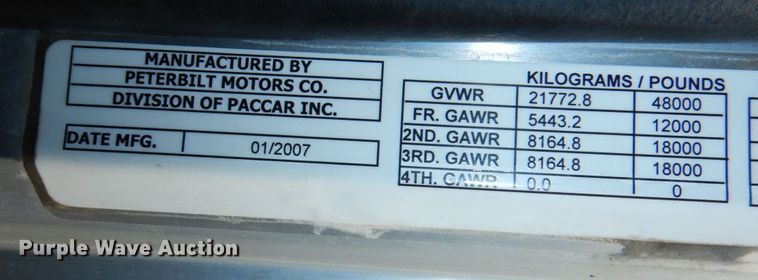 MANUFACTURED BY
PETERBILT MOTORS CO.
DIVISION OF PACCAR INC.
DATE MFG. 01/2007
KILOGRAMS / POUNDS
GVWR 21772.8 48000
FR. GAWR 5443.2 12000
2ND. GAWR 8164.8 18000
3RD. GAWR 8164.8 18000
4TH. GAWR 0.0 0
Purple Wave Auction